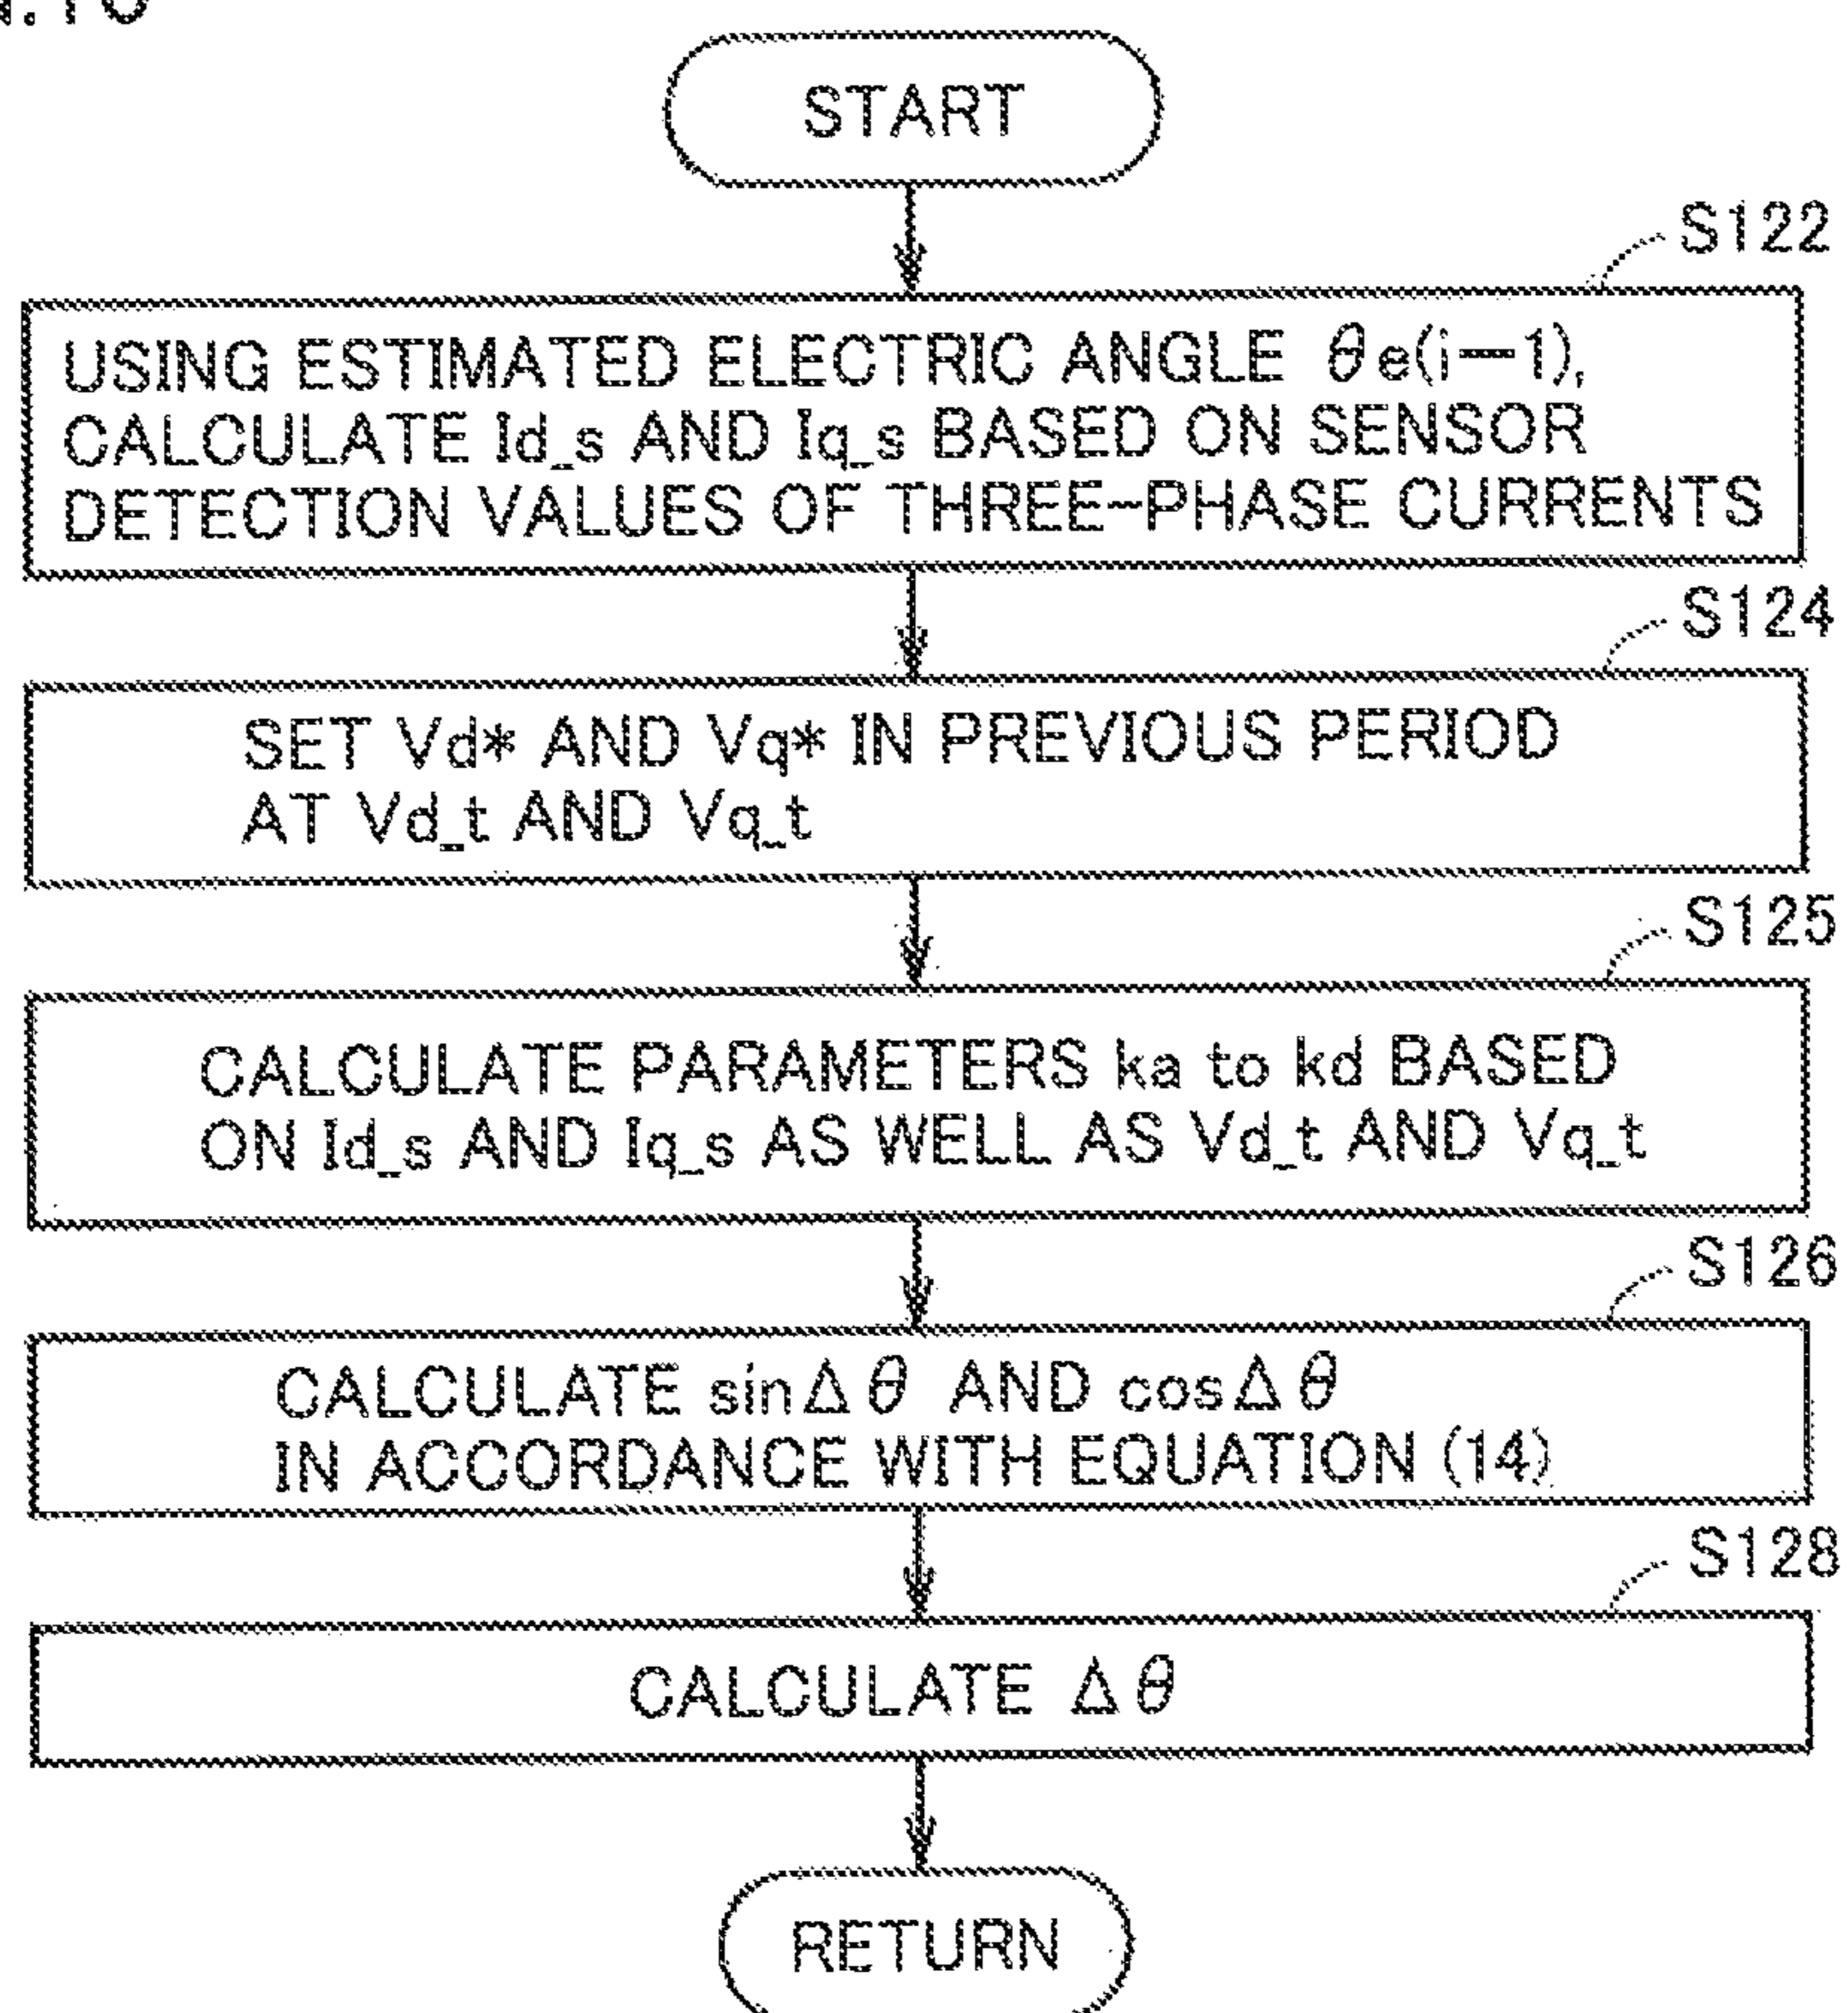 START
S122
USING ESTIMATED ELECTRIC ANGLE θe(i-1),
CALCULATE Id_s AND Iq_s BASED ON SENSOR
DETECTION VALUES OF THREE-PHASE CURRENTS
S124
SET Vd* AND Vq* IN PREVIOUS PERIOD
AT Vd_t AND Vq_t
S125
CALCULATE PARAMETERS ka to kd BASED
ON Id_s AND Iq_s AS WELL AS Vd_t AND Vq_t
S126
CALCULATE sinΔθ AND cosΔθ
IN ACCORDANCE WITH EQUATION (14)
S128
CALCULATE Δθ
RETURN